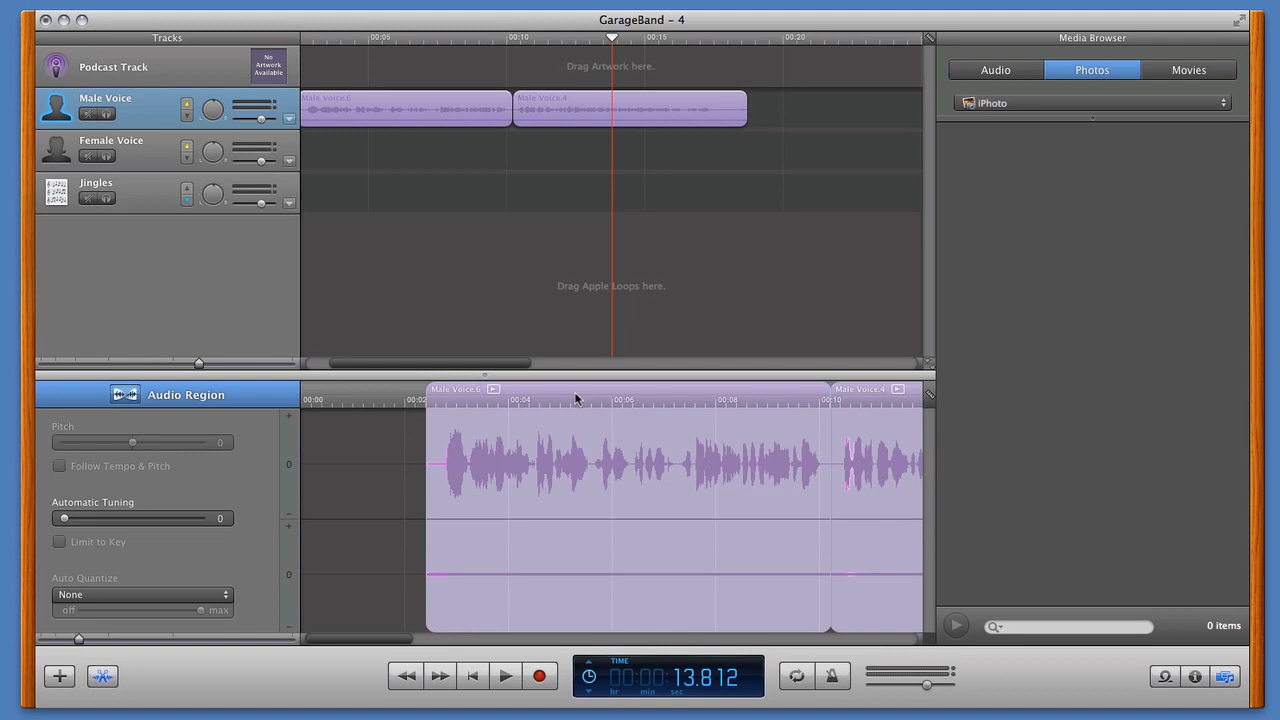 GarageBand - 4
Tracks
00:05
00:10
00:15
00:20
Media Browser
Podcast Track
No Artwork Available
Drag Artwork here.
Audio
Photos
Movies
Male Voice
Male Voice.6
Male Voice.4
iPhoto
Female Voice
Jingles
Drag Apple Loops here.
Audio Region
Male Voice.6
Male Voice.4
00:00
00:02
00:04
00:06
00:08
00:10
Pitch
0
Follow Tempo & Pitch
0
Automatic Tuning
0
Limit to Key
Auto Quantize
0
None
off
max
0 items
TIME
00:00:13.812
hr
min
sec